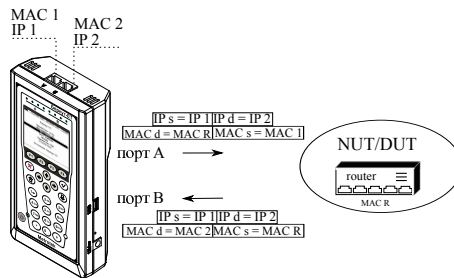 MAC 1
IP 1
MAC 2
IP 2
IP s = IP 1 IP d = IP 2
MAC d = MAC R MAC s = MAC 1
порт A
NUT/DUT
router
MAC R
порт B
IP s = IP 1 IP d = IP 2
MAC d = MAC 2 MAC s = MAC R